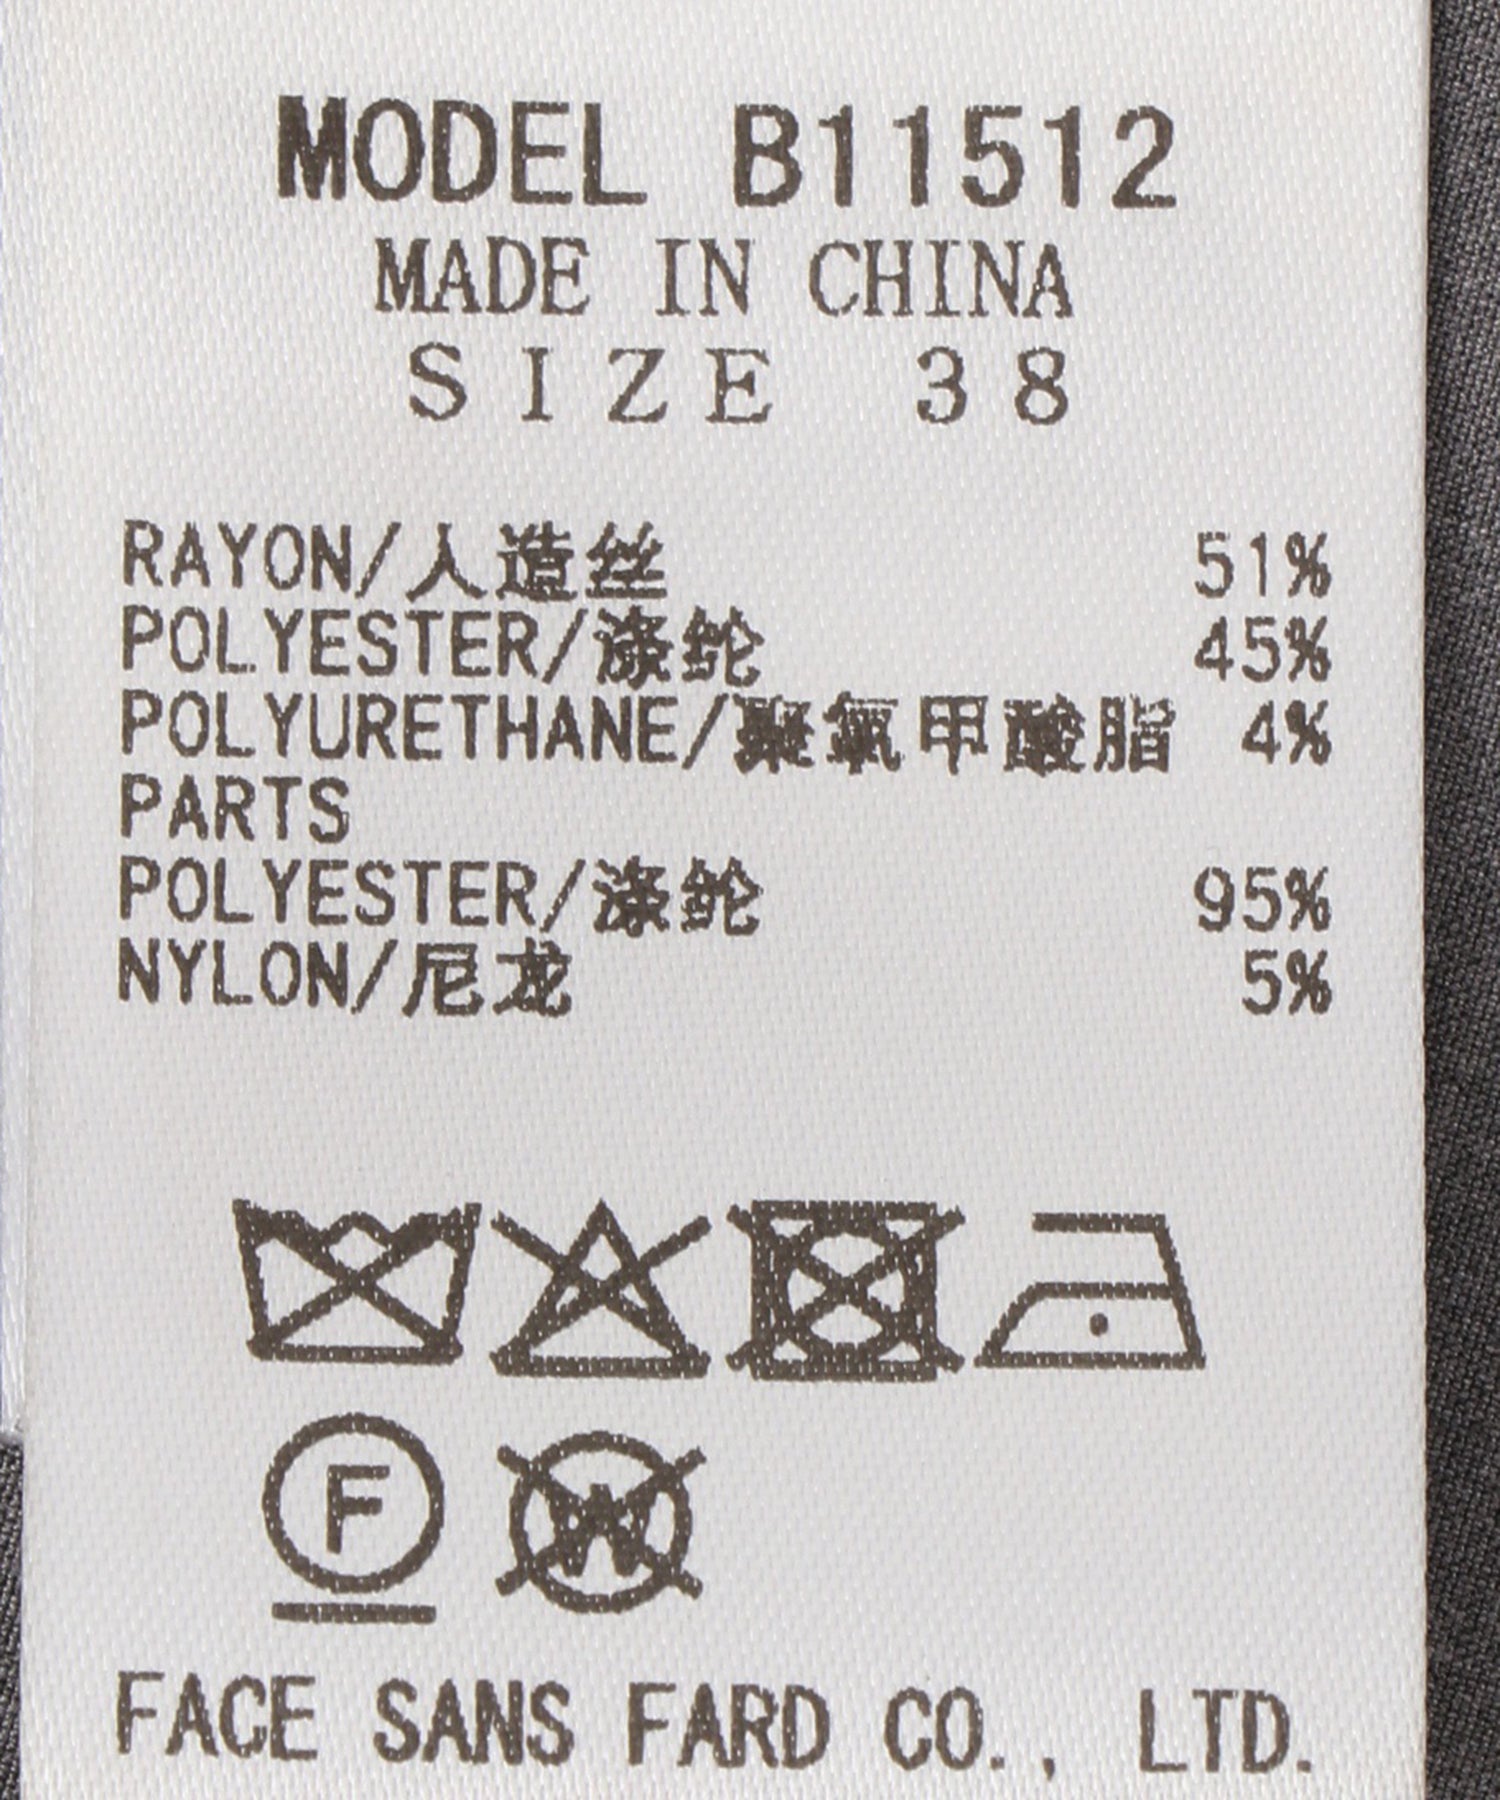 MODEL B11512
MADE IN CHINA
SIZE 38
RAYON/人造丝 51%
POLYESTER/涤纶 45%
POLYURETHANE/聚氨甲酸脂 4%
PARTS
POLYESTER/涤纶 95%
NYLON/尼龙 5%
F W
FACE SANS FARD CO., LTD.